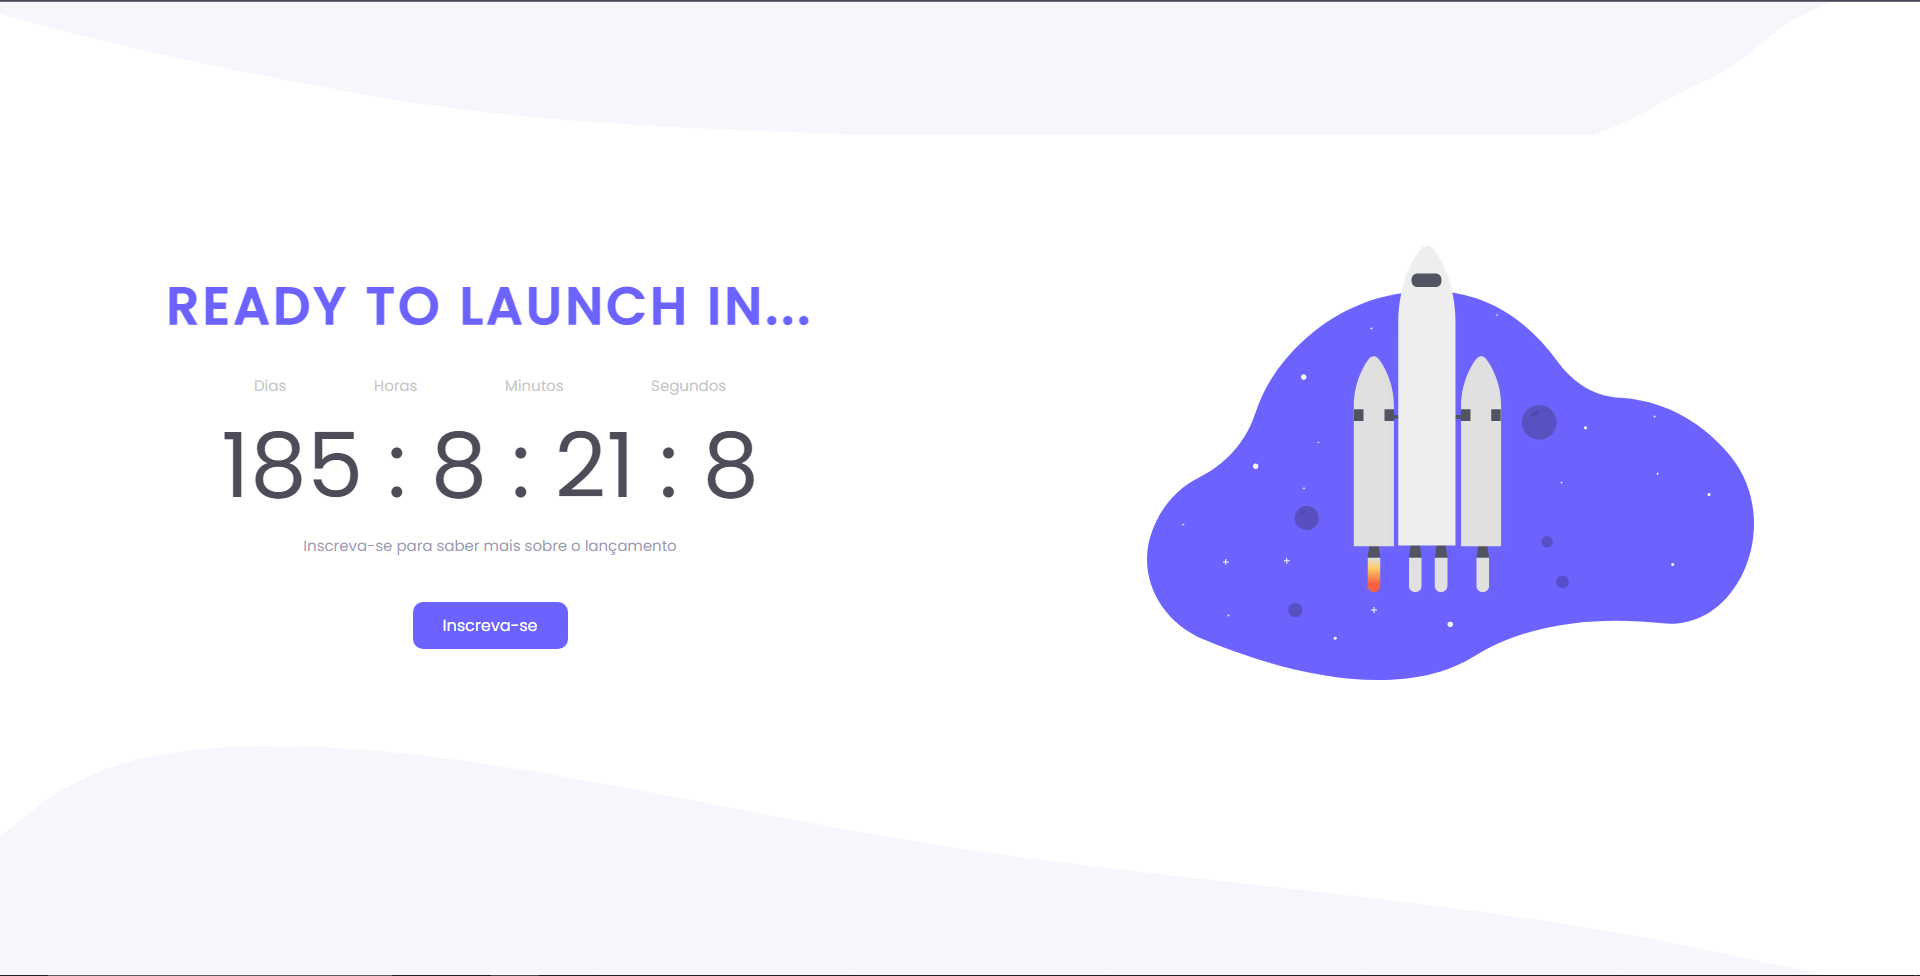 READY TO LAUNCH IN...
Dias Horas Minutos Segundos
185 : 8 : 21 : 8
Inscreva-se para saber mais sobre o lançamento
Inscreva-se